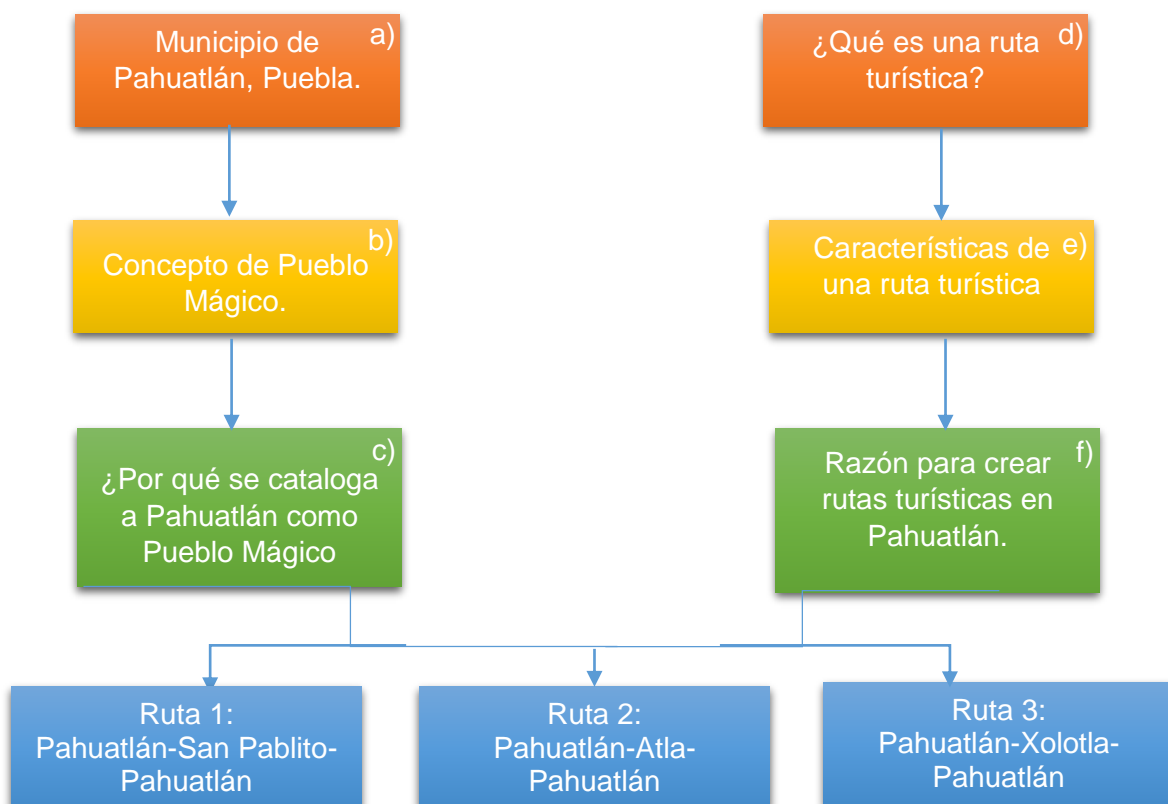 Municipio de a)
Pahuatlán, Puebla.
b)
Concepto de Pueblo
Mágico.
c)
¿Por qué se cataloga
a Pahuatlán como
Pueblo Mágico
¿Qué es una ruta d)
turística?
Características de e)
una ruta turística
f)
Razón para crear
rutas turísticas en
Pahuatlán.
Ruta 1:
Pahuatlán-San Pablito-
Pahuatlán
Ruta 2:
Pahuatlán-Atla-
Pahuatlán
Ruta 3:
Pahuatlán-Xolotla-
Pahuatlán